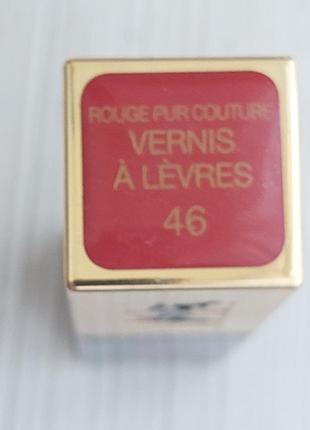 ROUGE PUR COUTURE
VERNIS
À LÈVRES
46